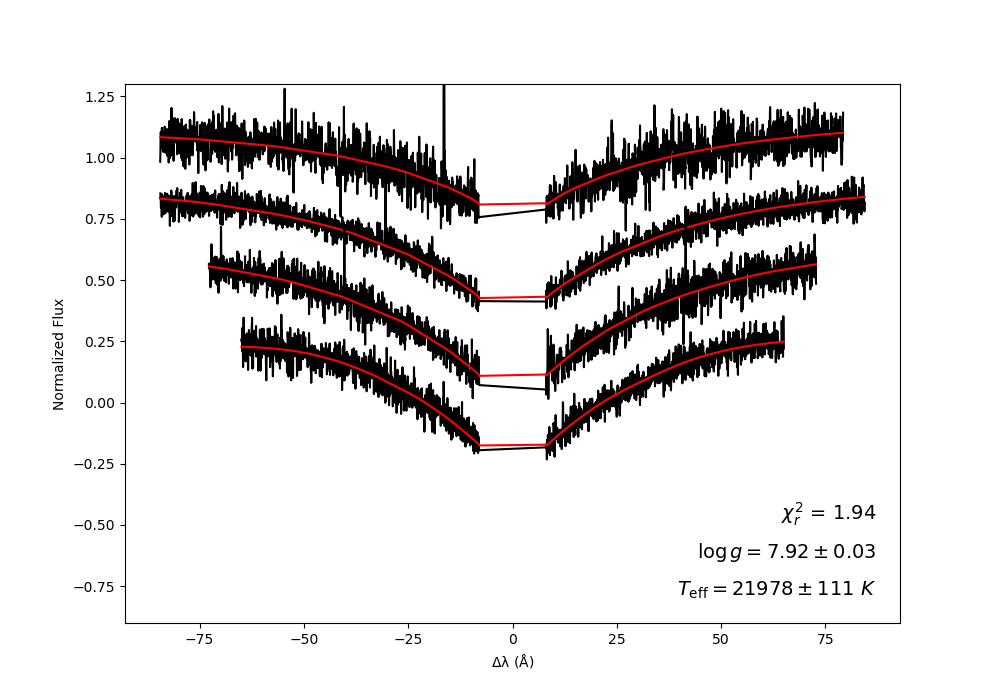 1.25
1.00
0.75
0.50
0.25
0.00
−0.25
−0.50
−0.75
Normalized Flux
χ²ᵣ = 1.94
log g = 7.92 ± 0.03
T_eff = 21978 ± 111 K
−75 −50 −25 0 25 50 75
Δλ (Å)